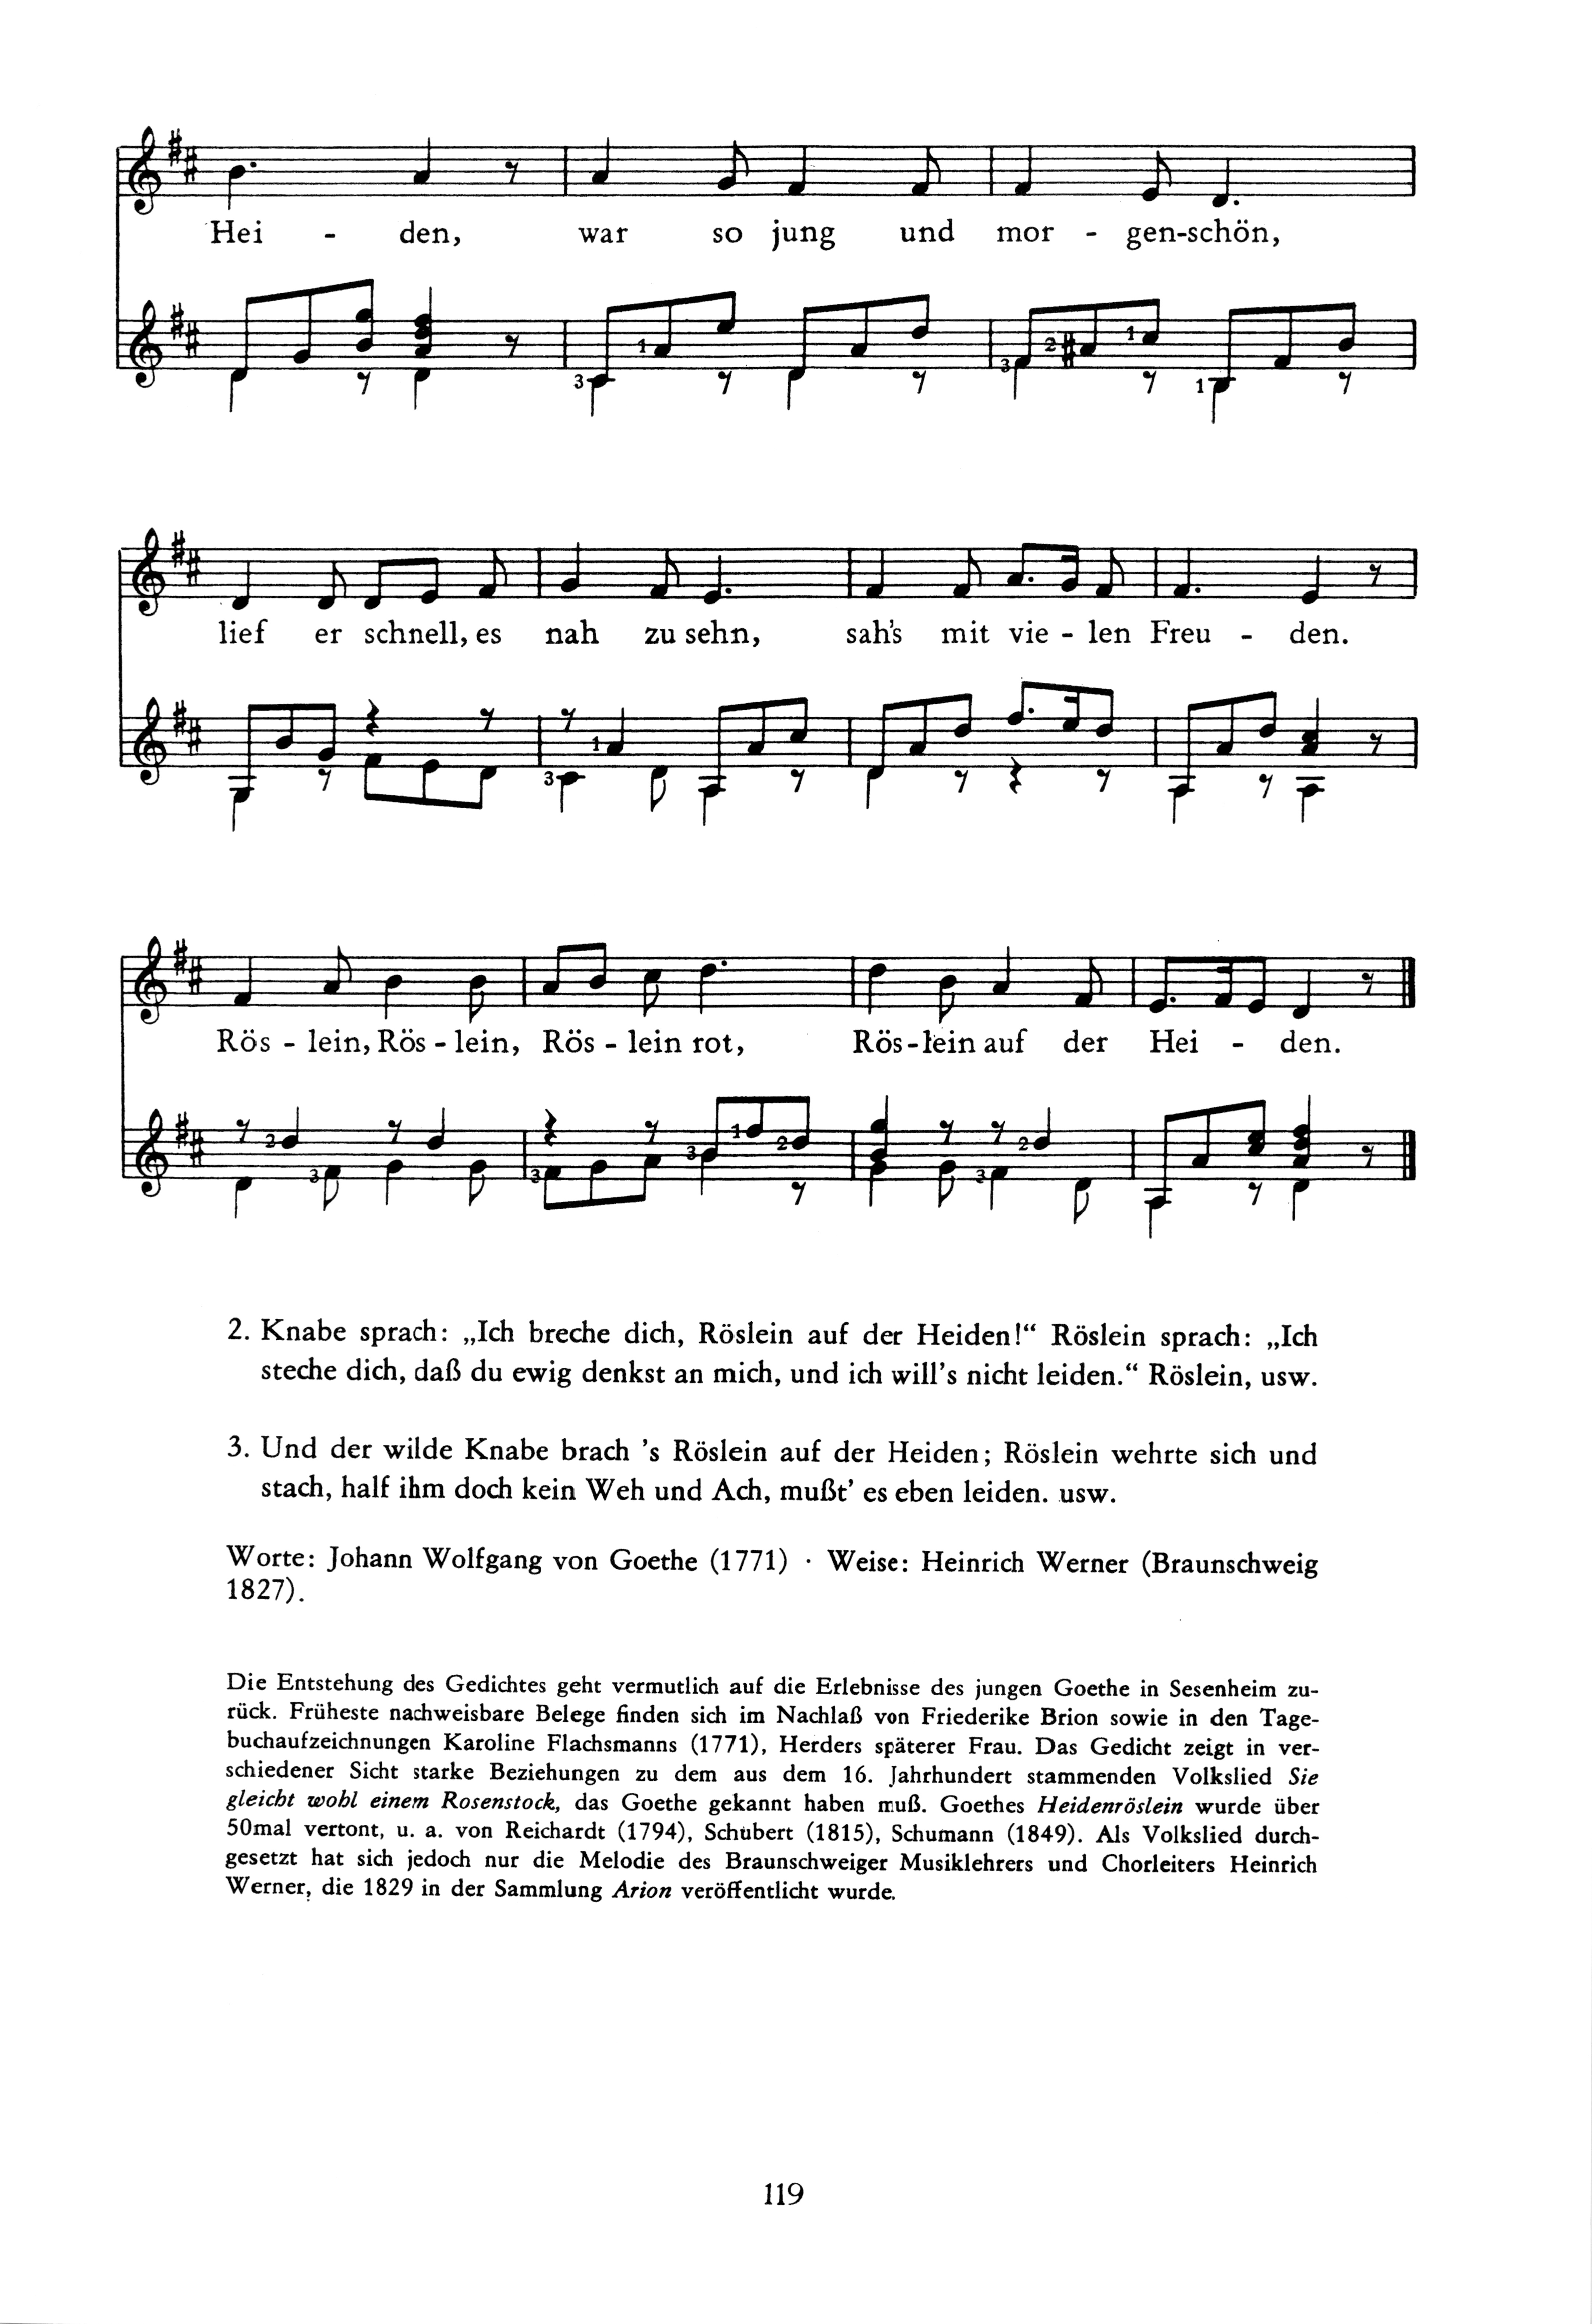 Hei - den, war so jung und mor - gen-schön,
lief er schnell, es nah zu sehn, sah's mit vie - len Freu - den.
Rös - lein, Rös - lein, Rös - lein rot, Rös-lein auf der Hei - den.
2. Knabe sprach: „Ich breche dich, Röslein auf der Heiden!“ Röslein sprach: „Ich
steche dich, daß du ewig denkst an mich, und ich will's nicht leiden.“ Röslein, usw.
3. Und der wilde Knabe brach 's Röslein auf der Heiden; Röslein wehrte sich und
stach, half ihm doch kein Weh und Ach, mußt' es eben leiden. usw.
Worte: Johann Wolfgang von Goethe (1771) · Weise: Heinrich Werner (Braunschweig
1827).
Die Entstehung des Gedichtes geht vermutlich auf die Erlebnisse des jungen Goethe in Sesenheim zu-
rück. Früheste nachweisbare Belege finden sich im Nachlaß von Friederike Brion sowie in den Tage-
buchaufzeichnungen Karoline Flachsmanns (1771), Herders späterer Frau. Das Gedicht zeigt in ver-
schiedener Sicht starke Beziehungen zu dem aus dem 16. Jahrhundert stammenden Volkslied Sie
gleicht wohl einem Rosenstock, das Goethe gekannt haben muß. Goethes Heidenröslein wurde über
50mal vertont, u. a. von Reichardt (1794), Schubert (1815), Schumann (1849). Als Volkslied durch-
gesetzt hat sich jedoch nur die Melodie des Braunschweiger Musiklehrers und Chorleiters Heinrich
Werner, die 1829 in der Sammlung Arion veröffentlicht wurde.
119